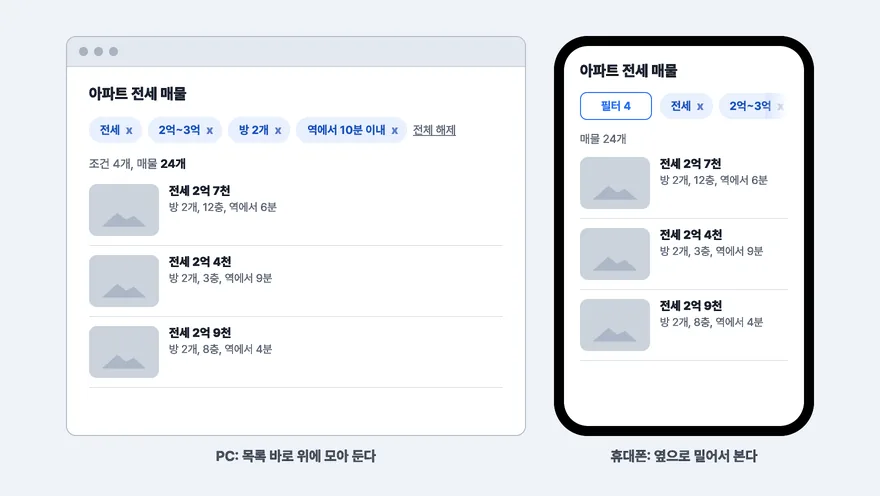 아파트 전세 매물
전세 x 2억~3억 x 방 2개 x 역에서 10분 이내 x 전체 해제
조건 4개, 매물 24개
전세 2억 7천
방 2개, 12층, 역에서 6분
전세 2억 4천
방 2개, 3층, 역에서 9분
전세 2억 9천
방 2개, 8층, 역에서 4분
PC: 목록 바로 위에 모아 둔다
아파트 전세 매물
필터 4 전세 x 2억~3억 x
매물 24개
전세 2억 7천
방 2개, 12층, 역에서 6분
전세 2억 4천
방 2개, 3층, 역에서 9분
전세 2억 9천
방 2개, 8층, 역에서 4분
휴대폰: 옆으로 밀어서 본다